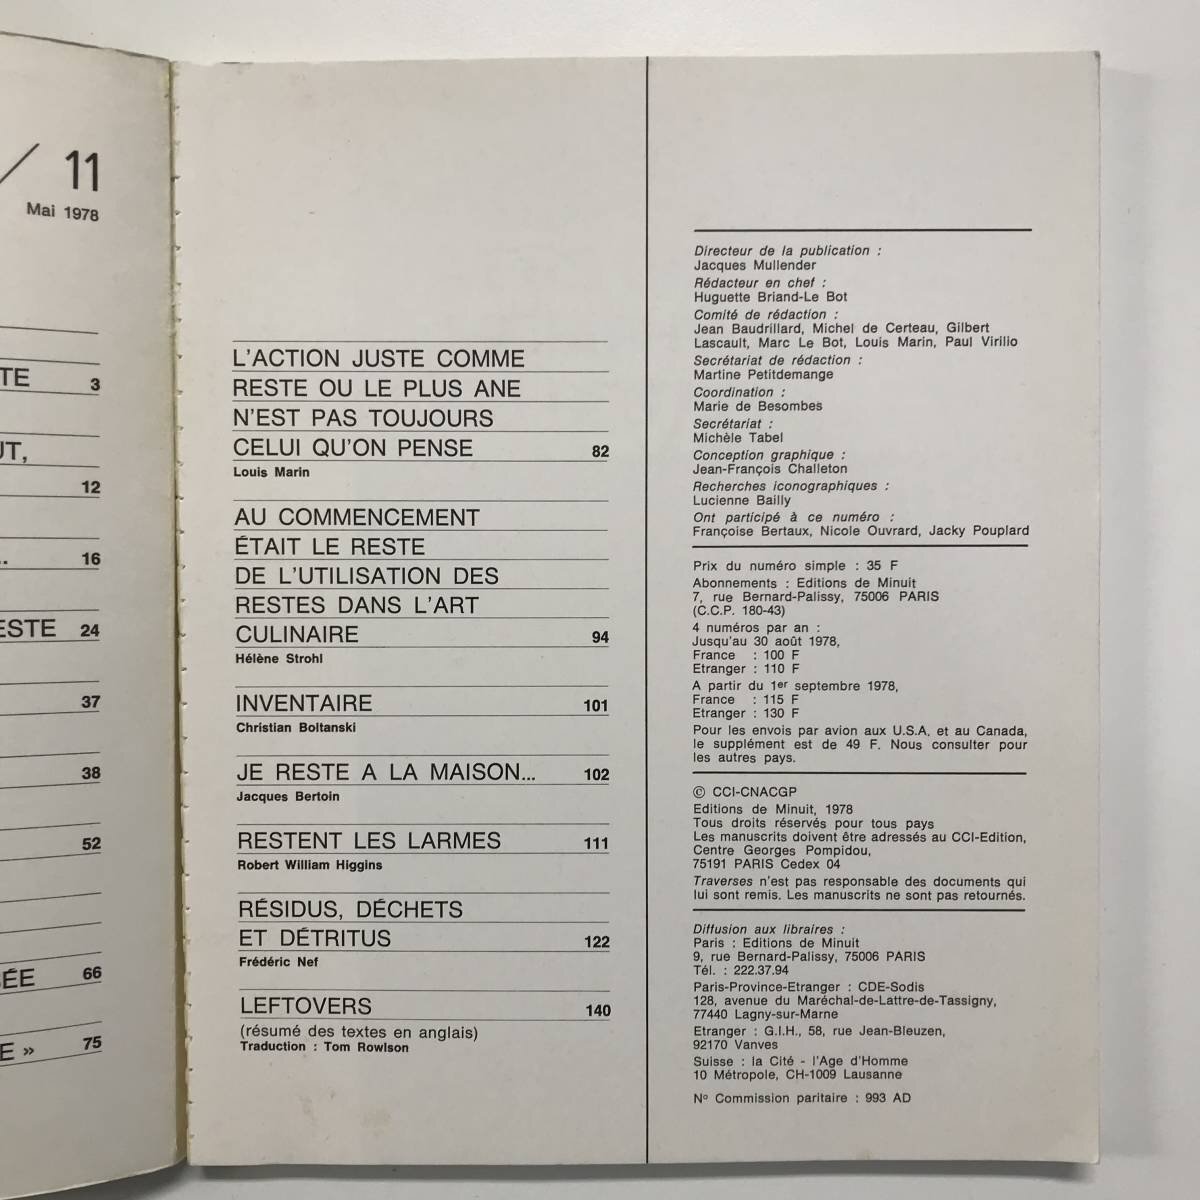 / 11
Mai 1978
3
12
16
24
37
38
52
66
75
L'ACTION JUSTE COMME
RESTE OU LE PLUS ANE
N'EST PAS TOUJOURS
CELUI QU'ON PENSE 82
Louis Marin
AU COMMENCEMENT
ÉTAIT LE RESTE
DE L'UTILISATION DES
RESTES DANS L'ART
CULINAIRE 94
Hélène Strohl
INVENTAIRE 101
Christian Boltanski
JE RESTE A LA MAISON... 102
Jacques Bertoin
RESTENT LES LARMES 111
Robert William Higgins
RÉSIDUS, DÉCHETS
ET DÉTRITUS 122
Frédéric Nef
LEFTOVERS 140
(résumé des textes en anglais)
Traduction : Tom Rowlson
Directeur de la publication :
Jacques Mullender
Rédacteur en chef :
Huguette Briand-Le Bot
Comité de rédaction :
Jean Baudrillard, Michel de Certeau, Gilbert
Lascault, Marc Le Bot, Louis Marin, Paul Virilio
Secrétariat de rédaction :
Martine Petitdemange
Coordination :
Marie de Besombes
Secrétariat :
Michèle Tabel
Conception graphique :
Jean-François Challeton
Recherches iconographiques :
Lucienne Bailly
Ont participé à ce numéro :
Françoise Bertaux, Nicole Ouvrard, Jacky Pouplard
Prix du numéro simple : 35 F
Abonnements : Editions de Minuit
7, rue Bernard-Palissy, 75006 PARIS
(C.C.P. 180-43)
4 numéros par an :
Jusqu'au 30 août 1978,
France : 100 F
Etranger : 110 F
A partir du 1er septembre 1978,
France : 115 F
Etranger : 130 F
Pour les envois par avion aux U.S.A. et au Canada,
le supplément est de 49 F. Nous consulter pour
les autres pays.
© CCI-CNACGP
Editions de Minuit, 1978
Tous droits réservés pour tous pays
Les manuscrits doivent être adressés au CCI-Edition,
Centre Georges Pompidou,
75191 PARIS Cedex 04
Traverses n'est pas responsable des documents qui
lui sont remis. Les manuscrits ne sont pas retournés.
Diffusion aux libraires :
Paris : Editions de Minuit
9, rue Bernard-Palissy, 75006 PARIS
Tél. : 222.37.94
Paris-Province-Etranger : CDE-Sodis
128, avenue du Maréchal-de-Lattre-de-Tassigny,
77440 Lagny-sur-Marne
Etranger : G.I.H., 58, rue Jean-Bleuzen,
92170 Vanves
Suisse : la Cité - l'Age d'Homme
10 Métropole, CH-1009 Lausanne
Nº Commission paritaire : 993 AD